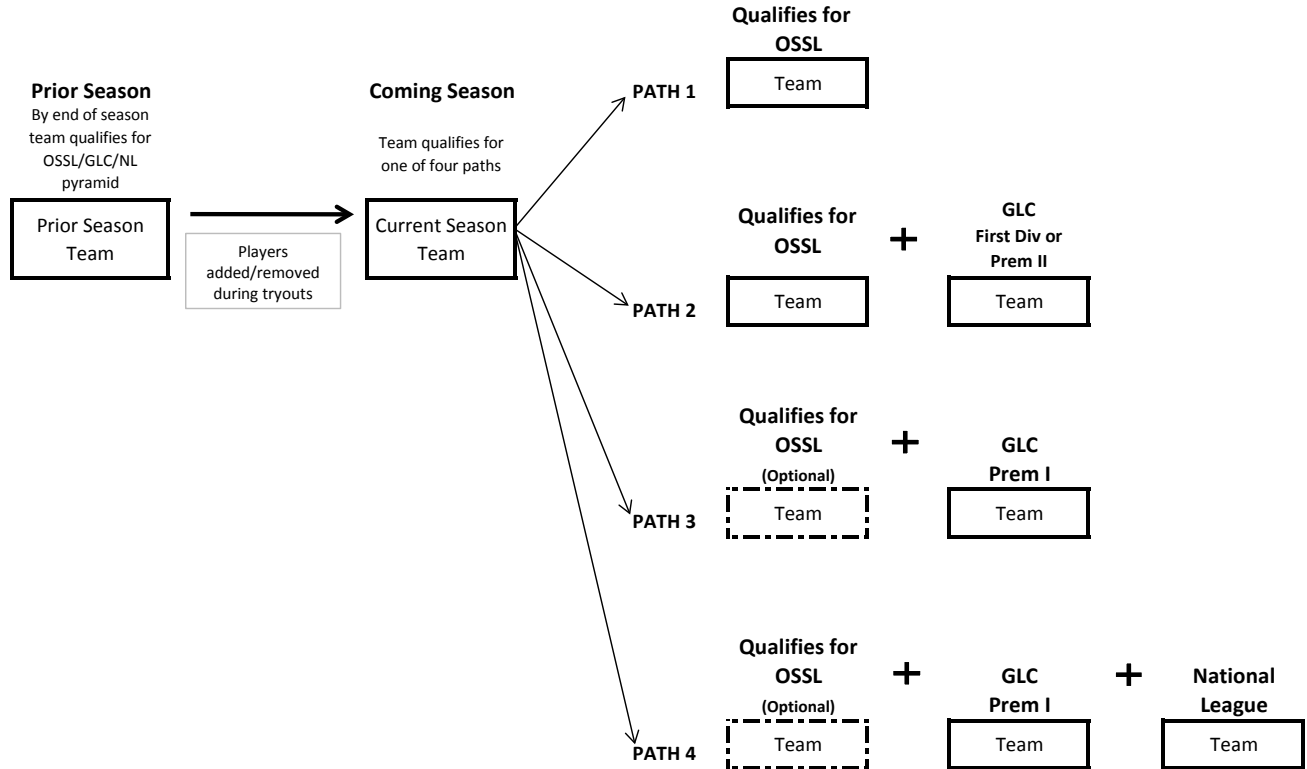 Prior Season
By end of season
team qualifies for
OSSL/GLC/NL
pyramid
Prior Season
Team
Players
added/removed
during tryouts
Coming Season
Team qualifies for
one of four paths
Current Season
Team
PATH 1
Qualifies for
OSSL
Team
PATH 2
Qualifies for
OSSL
Team
+
GLC
First Div or
Prem II
Team
PATH 3
Qualifies for
OSSL
(Optional)
Team
+
GLC
Prem I
Team
PATH 4
Qualifies for
OSSL
(Optional)
Team
+
GLC
Prem I
Team
+
National
League
Team